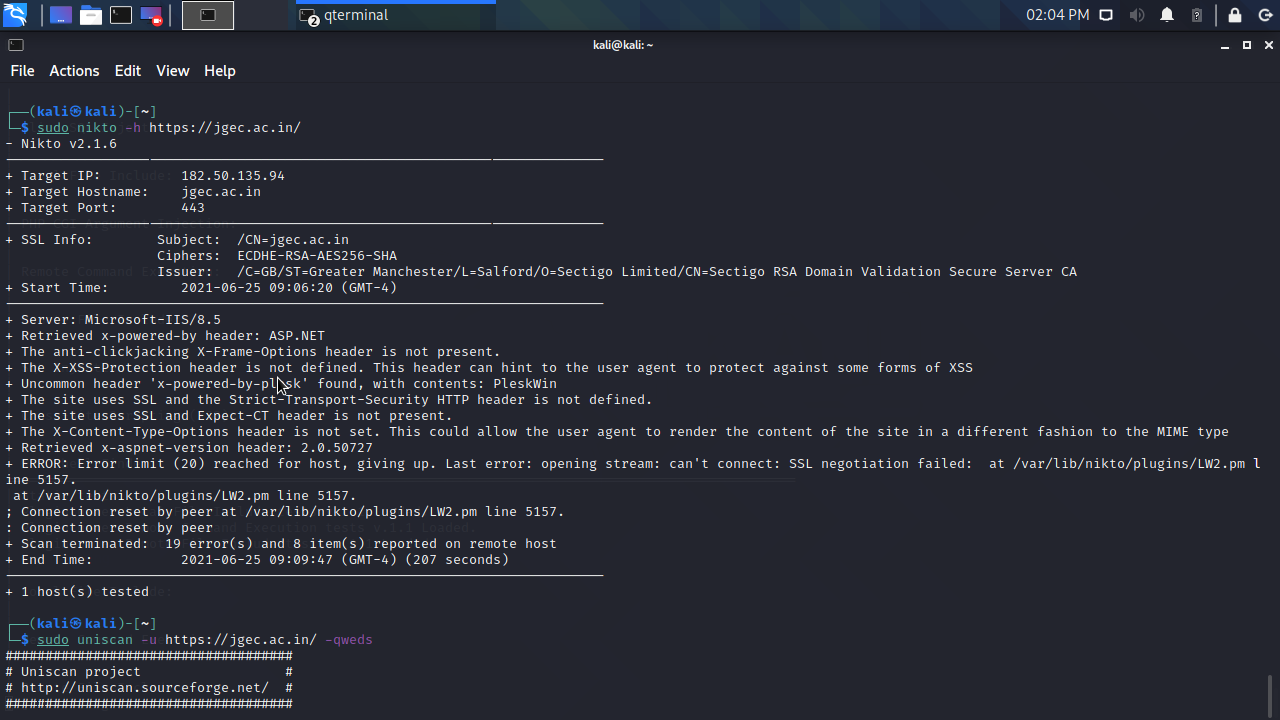 2 qterminal 02:04 PM
kali@kali: ~
File Actions Edit View Help
┌──(kali㉿kali)-[~]
└─$ sudo nikto -h https://jgec.ac.in/
- Nikto v2.1.6
+ Target IP: 182.50.135.94
+ Target Hostname: jgec.ac.in
+ Target Port: 443
+ SSL Info: Subject: /CN=jgec.ac.in
Ciphers: ECDHE-RSA-AES256-SHA
Issuer: /C=GB/ST=Greater Manchester/L=Salford/O=Sectigo Limited/CN=Sectigo RSA Domain Validation Secure Server CA
+ Start Time: 2021-06-25 09:06:20 (GMT-4)
+ Server: Microsoft-IIS/8.5
+ Retrieved x-powered-by header: ASP.NET
+ The anti-clickjacking X-Frame-Options header is not present.
+ The X-XSS-Protection header is not defined. This header can hint to the user agent to protect against some forms of XSS
+ Uncommon header 'x-powered-by-plesk' found, with contents: PleskWin
+ The site uses SSL and the Strict-Transport-Security HTTP header is not defined.
+ The site uses SSL and Expect-CT header is not present.
+ The X-Content-Type-Options header is not set. This could allow the user agent to render the content of the site in a different fashion to the MIME type
+ Retrieved x-aspnet-version header: 2.0.50727
+ ERROR: Error limit (20) reached for host, giving up. Last error: opening stream: can't connect: SSL negotiation failed:  at /var/lib/nikto/plugins/LW2.pm l
ine 5157.
at /var/lib/nikto/plugins/LW2.pm line 5157.
; Connection reset by peer at /var/lib/nikto/plugins/LW2.pm line 5157.
: Connection reset by peer
+ Scan terminated:  19 error(s) and 8 item(s) reported on remote host
+ End Time: 2021-06-25 09:09:47 (GMT-4) (207 seconds)
+ 1 host(s) tested
┌──(kali㉿kali)-[~]
└─$ sudo uniscan -u https://jgec.ac.in/ -qweds
####################################
# Uniscan project                  #
# http://uniscan.sourceforge.net/  #
####################################